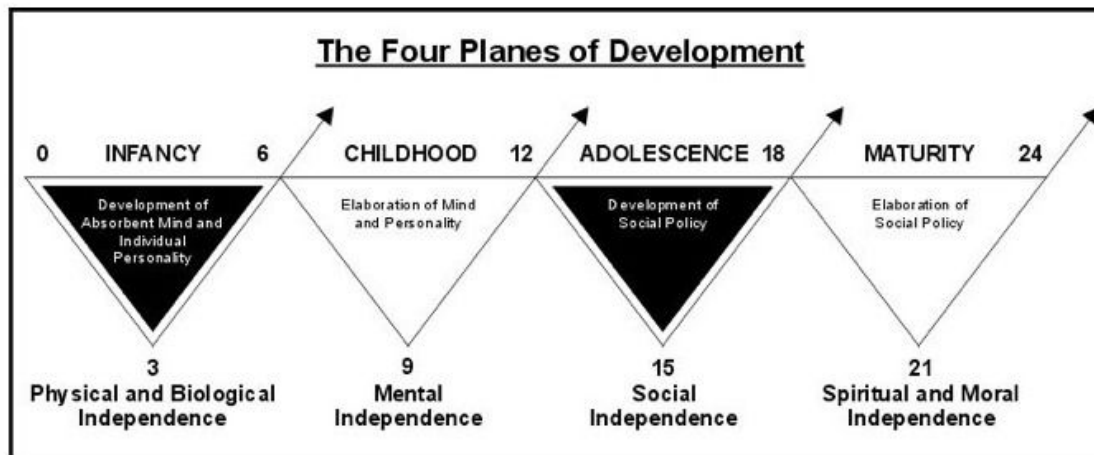 The Four Planes of Development
0 INFANCY 6 CHILDHOOD 12 ADOLESCENCE 18 MATURITY 24
Development of
Absorbent Mind and
Individual
Personality
Elaboration of Mind
and Personality
Development of
Social Policy
Elaboration of
Social Policy
3
Physical and Biological
Independence
9
Mental
Independence
15
Social
Independence
21
Spiritual and Moral
Independence